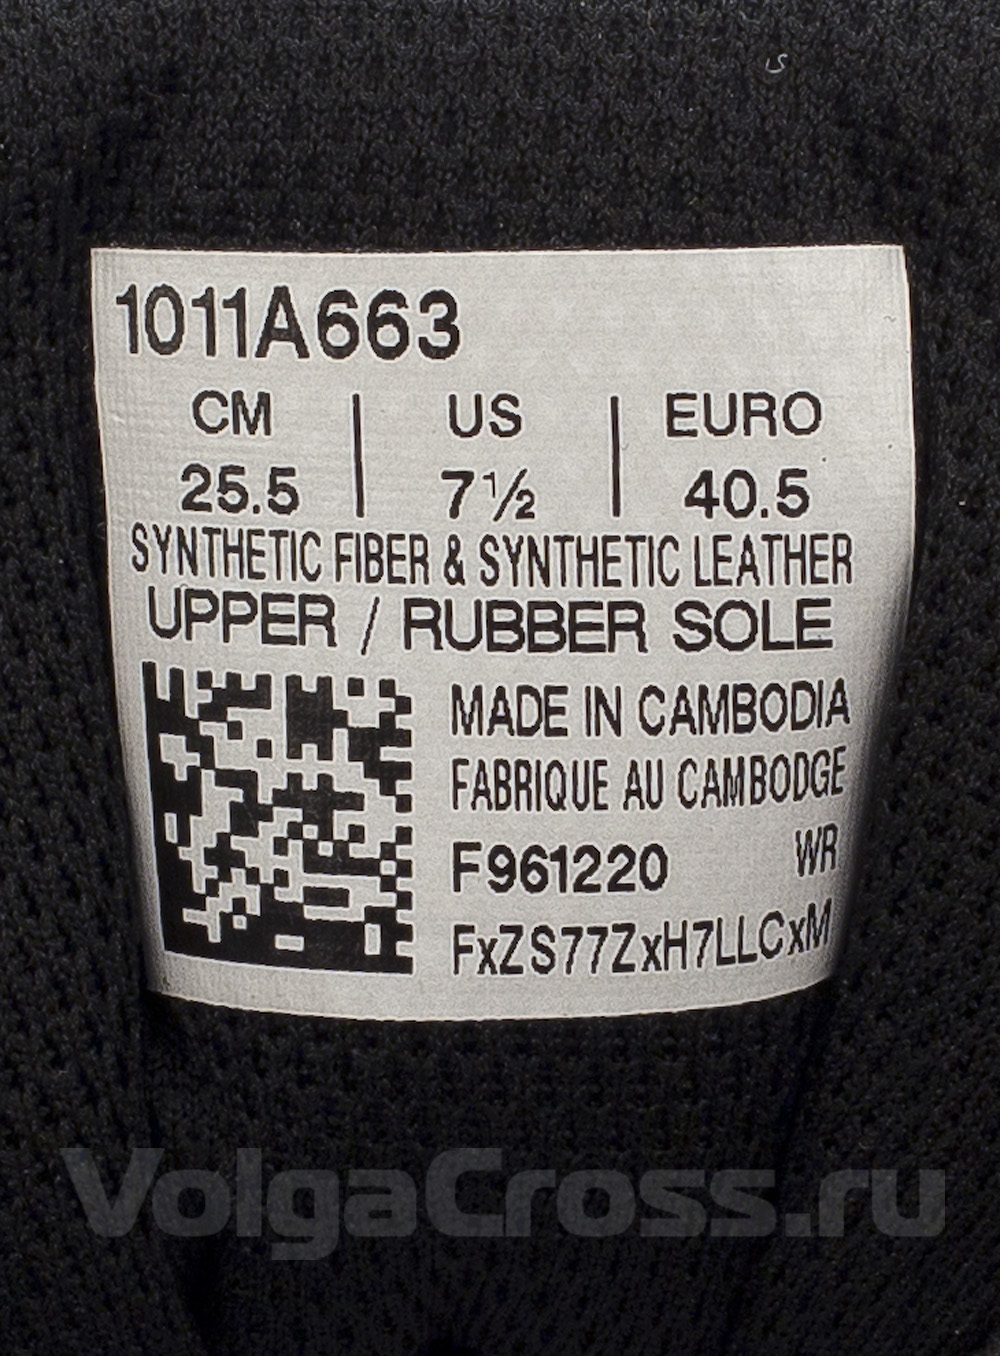 1011A663
CM US EURO
25.5 7½ 40.5
SYNTHETIC FIBER & SYNTHETIC LEATHER
UPPER / RUBBER SOLE
MADE IN CAMBODIA
FABRIQUE AU CAMBODGE
F961220 WR
FxZS77ZxH7LLCxM
VolgaCross.ru